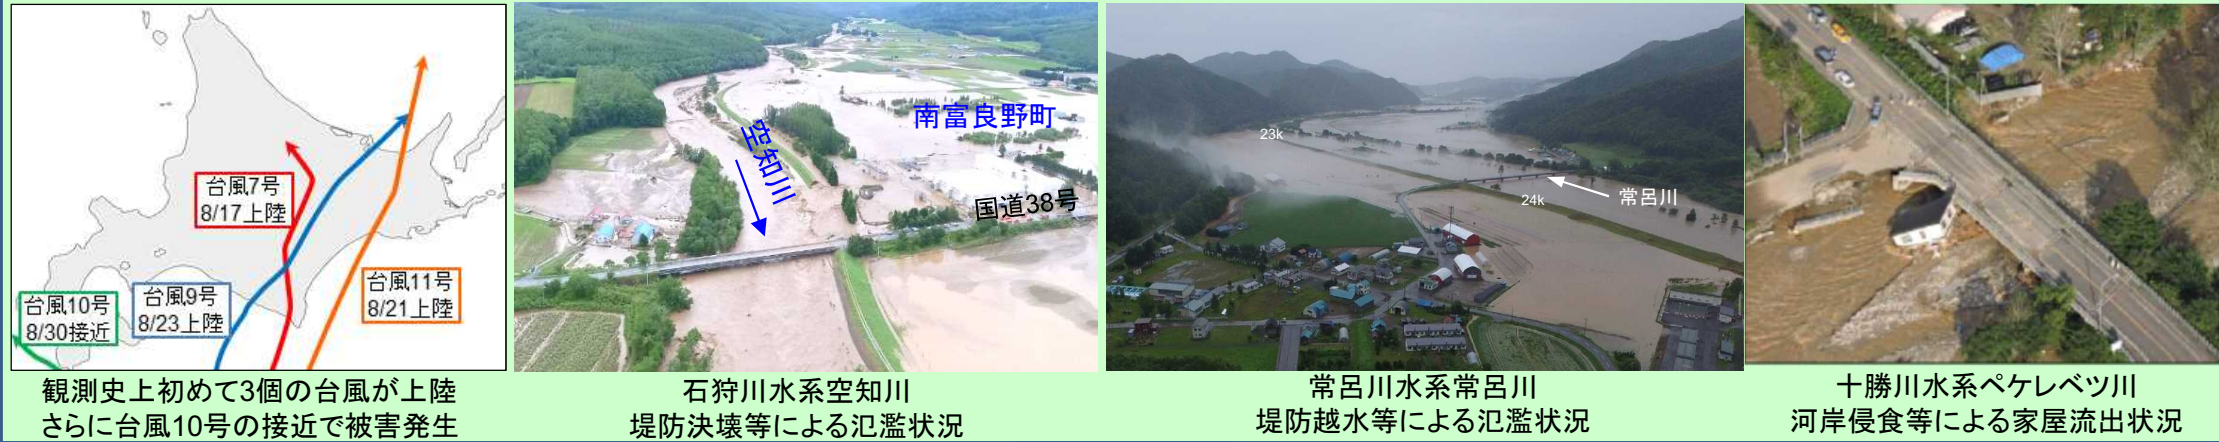 台風7号
8/17上陸
台風10号
8/30接近
台風9号
8/23上陸
台風11号
8/21上陸
観測史上初めて3個の台風が上陸
さらに台風10号の接近で被害発生
南富良野町
空知川
国道38号
石狩川水系空知川
堤防決壊等による氾濫状況
23k
24k
常呂川
常呂川水系常呂川
堤防越水等による氾濫状況
十勝川水系ペケレベツ川
河岸侵食等による家屋流出状況